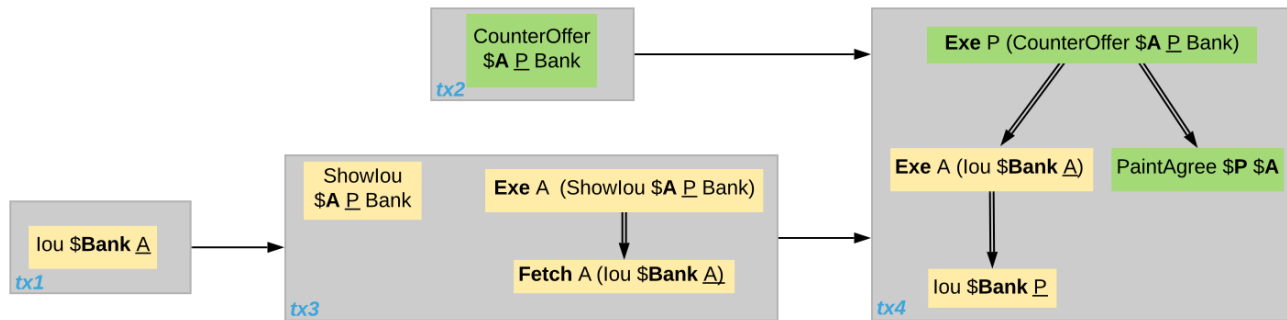 CounterOffer
$A P Bank
tx2
Exe P (CounterOffer $A P Bank)
Exe A (Iou $Bank A)
PaintAgree $P $A
Iou $Bank P
tx4
ShowIou
$A P Bank
Exe A (ShowIou $A P Bank)
Fetch A (Iou $Bank A)
tx3
Iou $Bank A
tx1